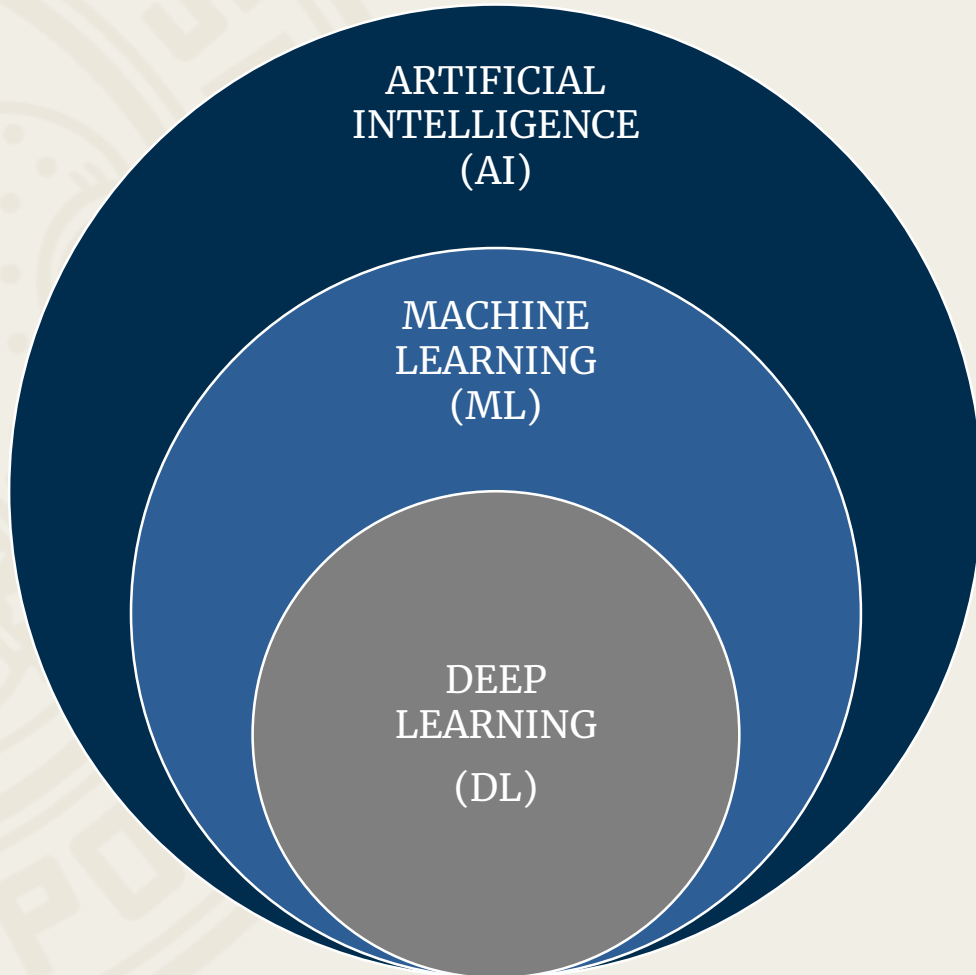 ARTIFICIAL
INTELLIGENCE
(AI)
MACHINE
LEARNING
(ML)
DEEP
LEARNING
(DL)